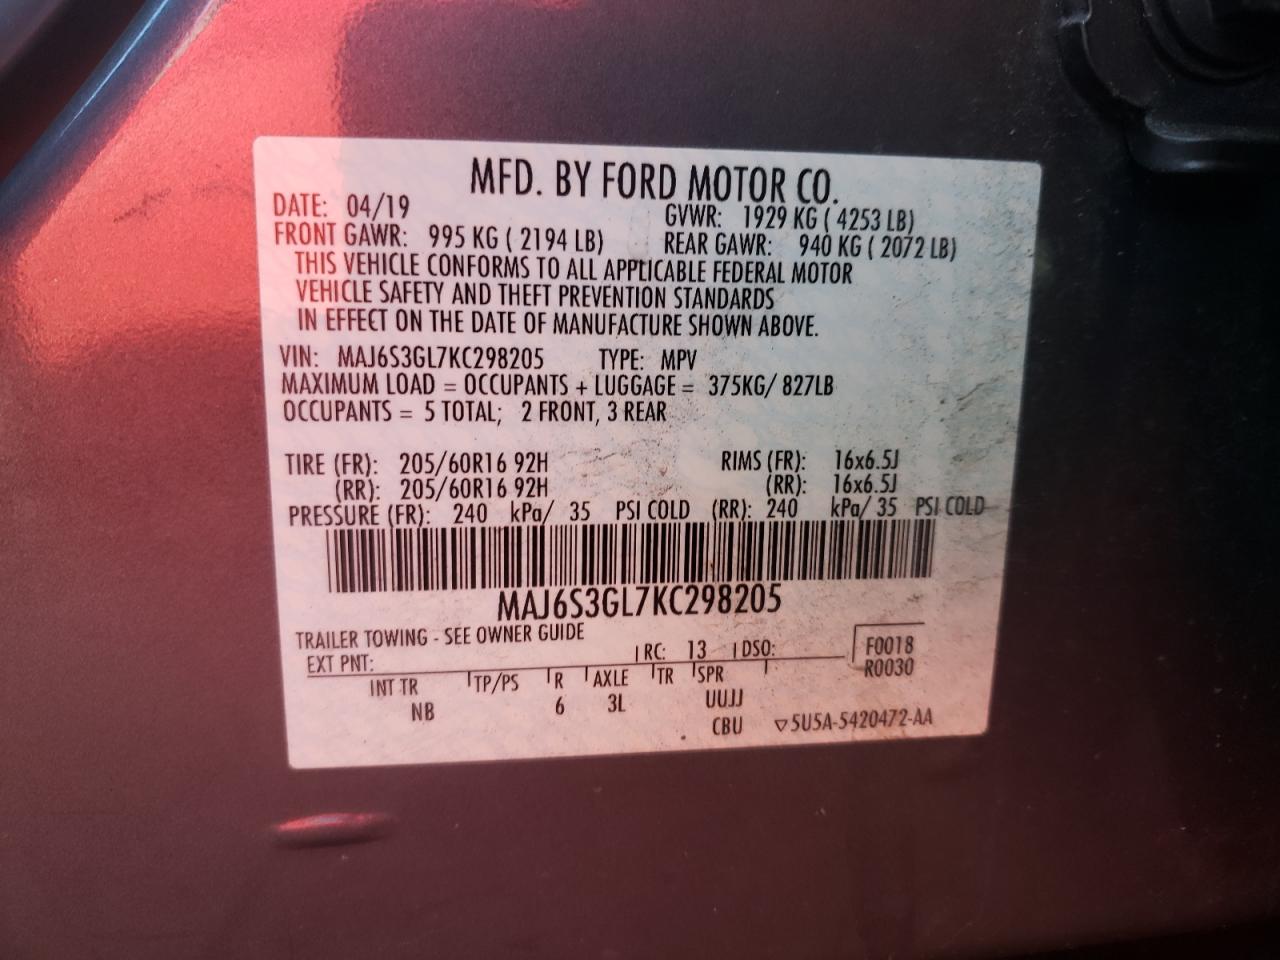 MFD. BY FORD MOTOR CO.
DATE: 04/19 GVWR: 1929 KG ( 4253 LB)
FRONT GAWR: 995 KG ( 2194 LB) REAR GAWR: 940 KG ( 2072 LB)
THIS VEHICLE CONFORMS TO ALL APPLICABLE FEDERAL MOTOR
VEHICLE SAFETY AND THEFT PREVENTION STANDARDS
IN EFFECT ON THE DATE OF MANUFACTURE SHOWN ABOVE.
VIN: MAJ6S3GL7KC298205 TYPE: MPV
MAXIMUM LOAD = OCCUPANTS + LUGGAGE = 375KG/ 827LB
OCCUPANTS = 5 TOTAL; 2 FRONT, 3 REAR
TIRE (FR): 205/60R16 92H RIMS (FR): 16x6.5J
(RR): 205/60R16 92H (RR): 16x6.5J
PRESSURE (FR): 240 kPa/ 35 PSI COLD (RR): 240 kPa/ 35 PSI COLD
MAJ6S3GL7KC298205
TRAILER TOWING - SEE OWNER GUIDE
EXT PNT: RC: 13 DSO: F0018
R0030
INT TR TP/PS R AXLE TR SPR
NB 6 3L UUJJ
CBU ▽5U5A-5420472-AA